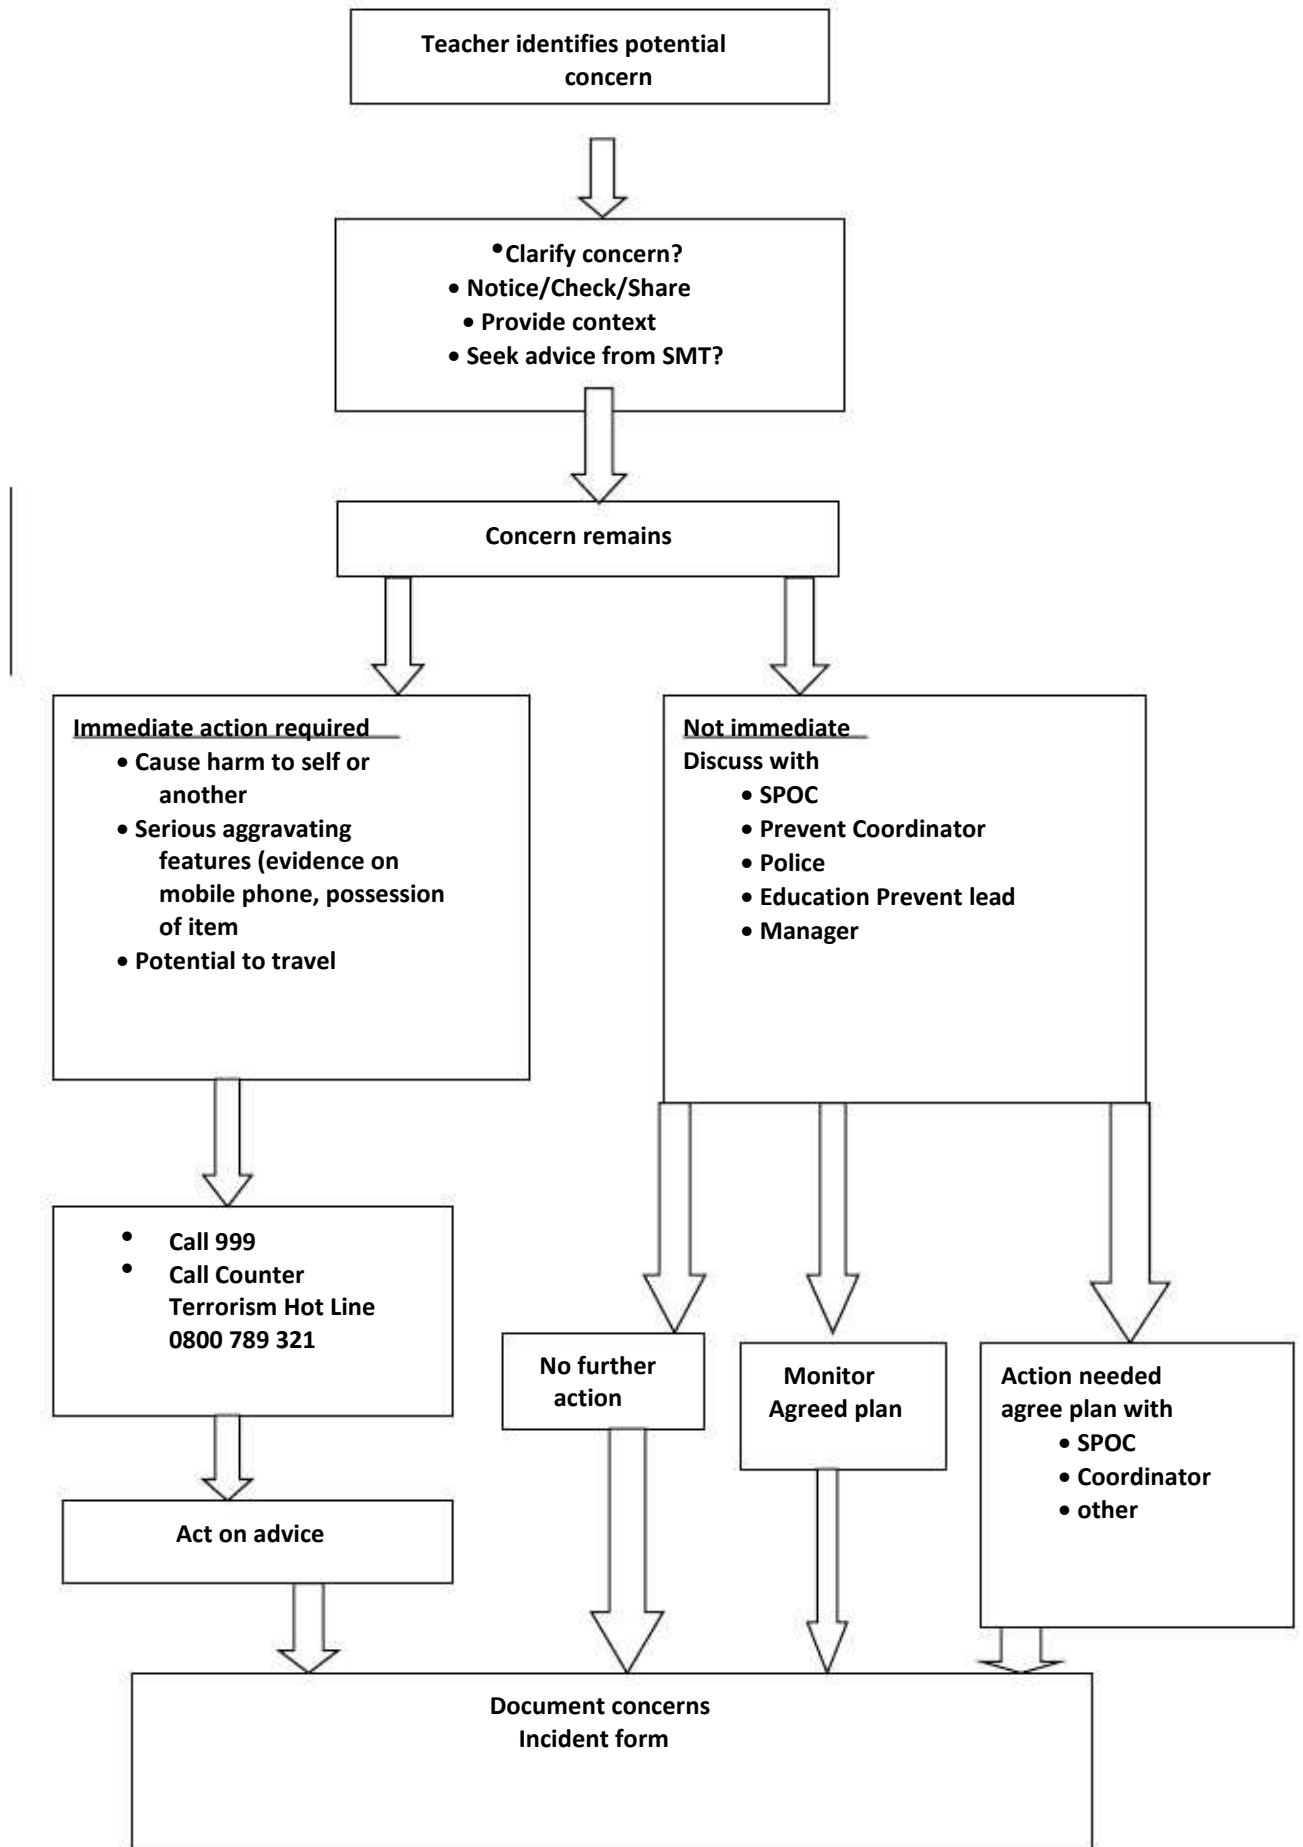 Teacher identifies potential
concern
•Clarify concern?
• Notice/Check/Share
• Provide context
• Seek advice from SMT?
Concern remains
Immediate action required
• Cause harm to self or
another
• Serious aggravating
features (evidence on
mobile phone, possession
of item
• Potential to travel
Not immediate
Discuss with
• SPOC
• Prevent Coordinator
• Police
• Education Prevent lead
• Manager
• Call 999
• Call Counter
Terrorism Hot Line
0800 789 321
No further
action
Monitor
Agreed plan
Action needed
agree plan with
• SPOC
• Coordinator
• other
Act on advice
Document concerns
Incident form